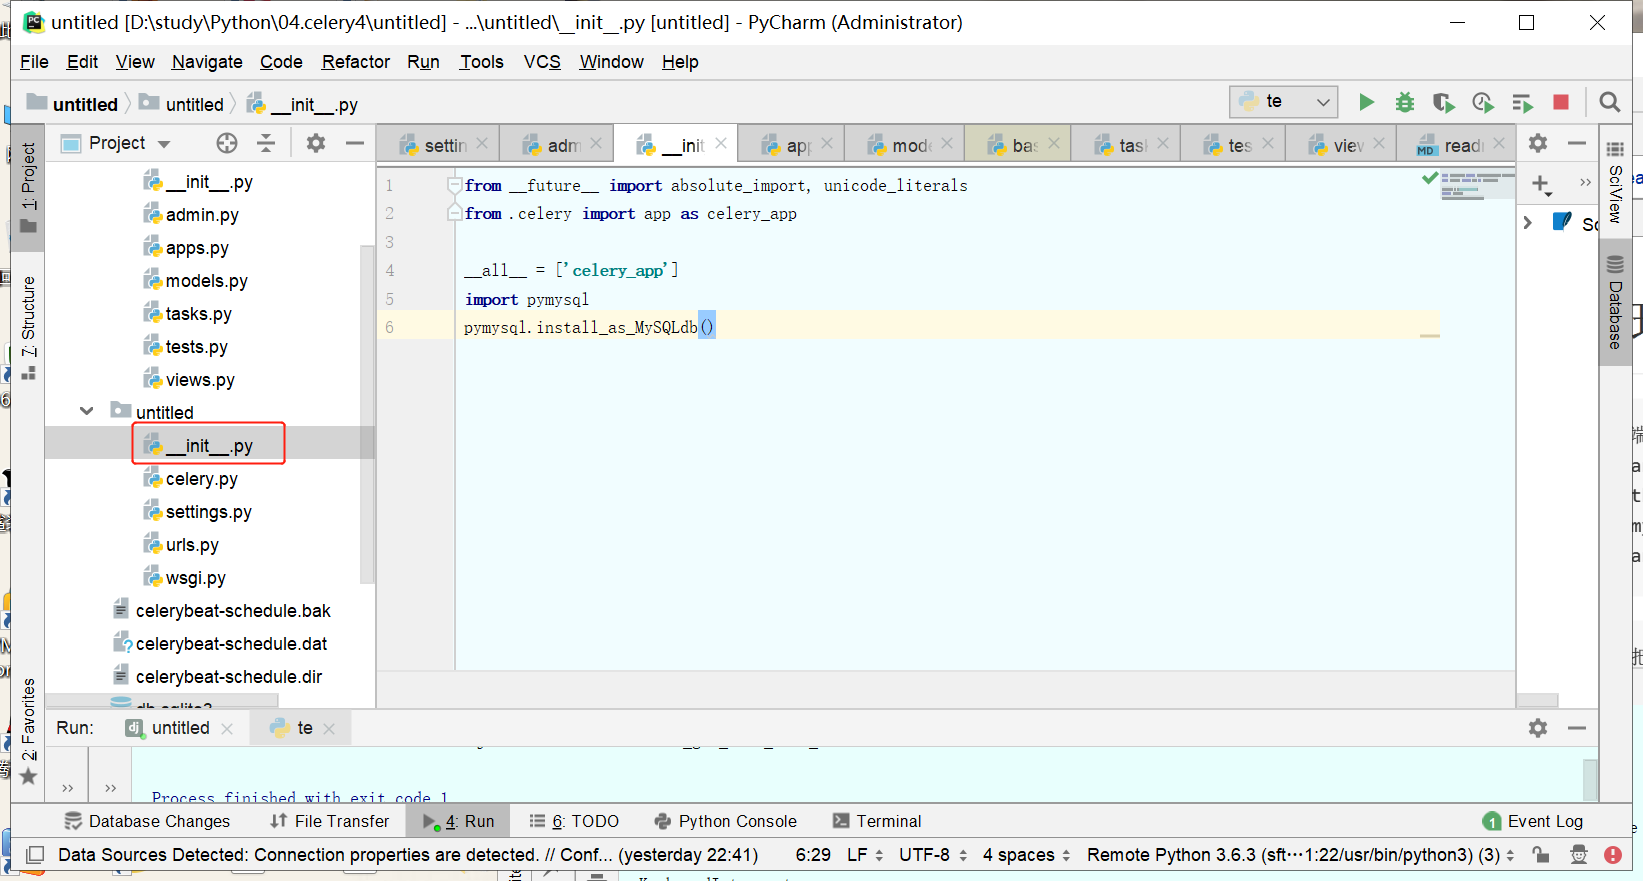 untitled [D:\study\Python\04.celery4\untitled] - ...\untitled\__init__.py [untitled] - PyCharm (Administrator)
File Edit View Navigate Code Refactor Run Tools VCS Window Help
untitled untitled __init__.py
te
Project
settin adm __init app mode bas task tes view read
1: Project
7: Structure
2: Favorites
__init__.py
admin.py
apps.py
models.py
tasks.py
tests.py
views.py
untitled
__init__.py
celery.py
settings.py
urls.py
wsgi.py
celerybeat-schedule.bak
celerybeat-schedule.dat
celerybeat-schedule.dir
db.sqlite3
1 from __future__ import absolute_import, unicode_literals
2 from .celery import app as celery_app
3
4 __all__ = ['celery_app']
5 import pymysql
6 pymysql.install_as_MySQLdb()
SciView
Database
Run: untitled te
Process finished with exit code 1
Database Changes File Transfer 4: Run 6: TODO Python Console Terminal 1 Event Log
Data Sources Detected: Connection properties are detected. // Conf... (yesterday 22:41) 6:29 LF UTF-8 4 spaces Remote Python 3.6.3 (sft···1:22/usr/bin/python3) (3)